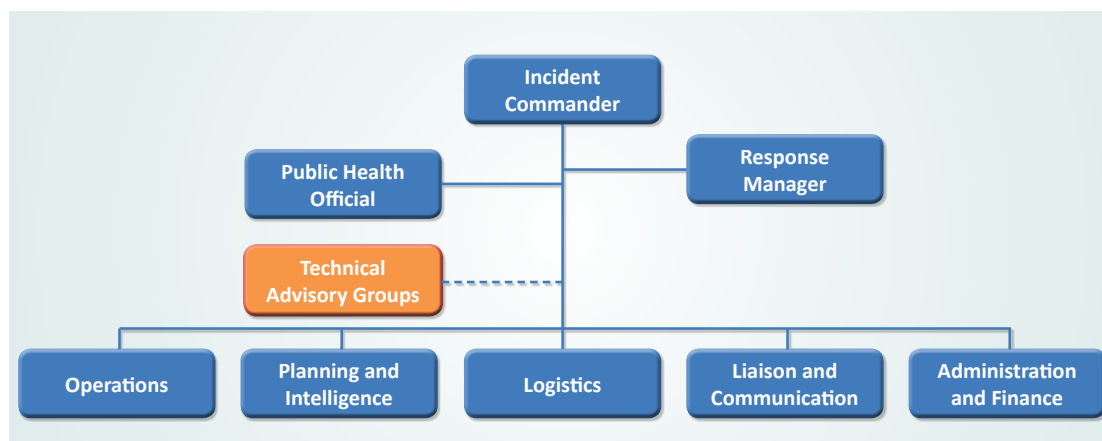 Incident
Commander
Response
Manager
Public Health
Official
Technical
Advisory Groups
Operations
Planning and
Intelligence
Logistics
Liaison and
Communication
Administration
and Finance